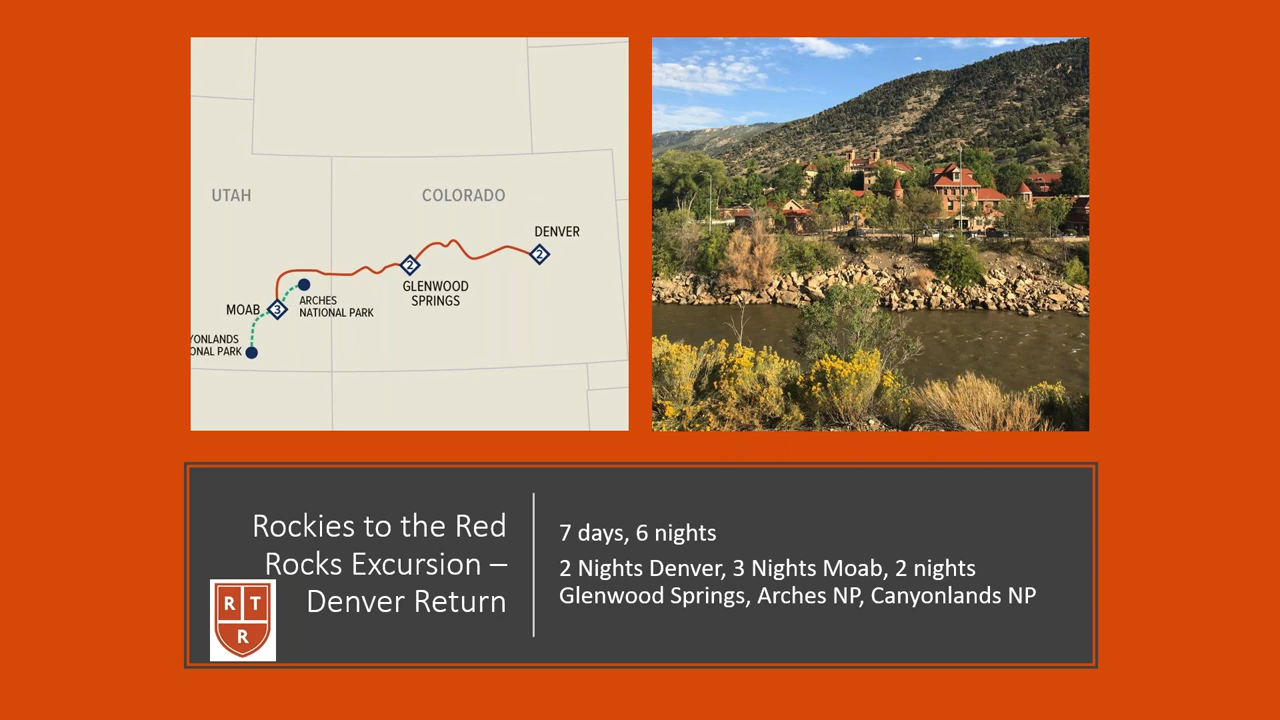 UTAH
COLORADO
DENVER
2
2
GLENWOOD
SPRINGS
ARCHES
NATIONAL PARK
MOAB
3
YONLANDS
ONAL PARK
Rockies to the Red
Rocks Excursion –
Denver Return
R T
R
7 days, 6 nights
2 Nights Denver, 3 Nights Moab, 2 nights
Glenwood Springs, Arches NP, Canyonlands NP